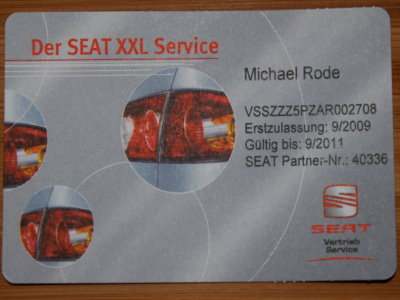 Der SEAT XXL Service
Michael Rode
VSSZZZ5PZAR002708
Erstzulassung: 9/2009
Gültig bis: 9/2011
SEAT Partner-Nr.: 40336
SEAT
Vertrieb
Service